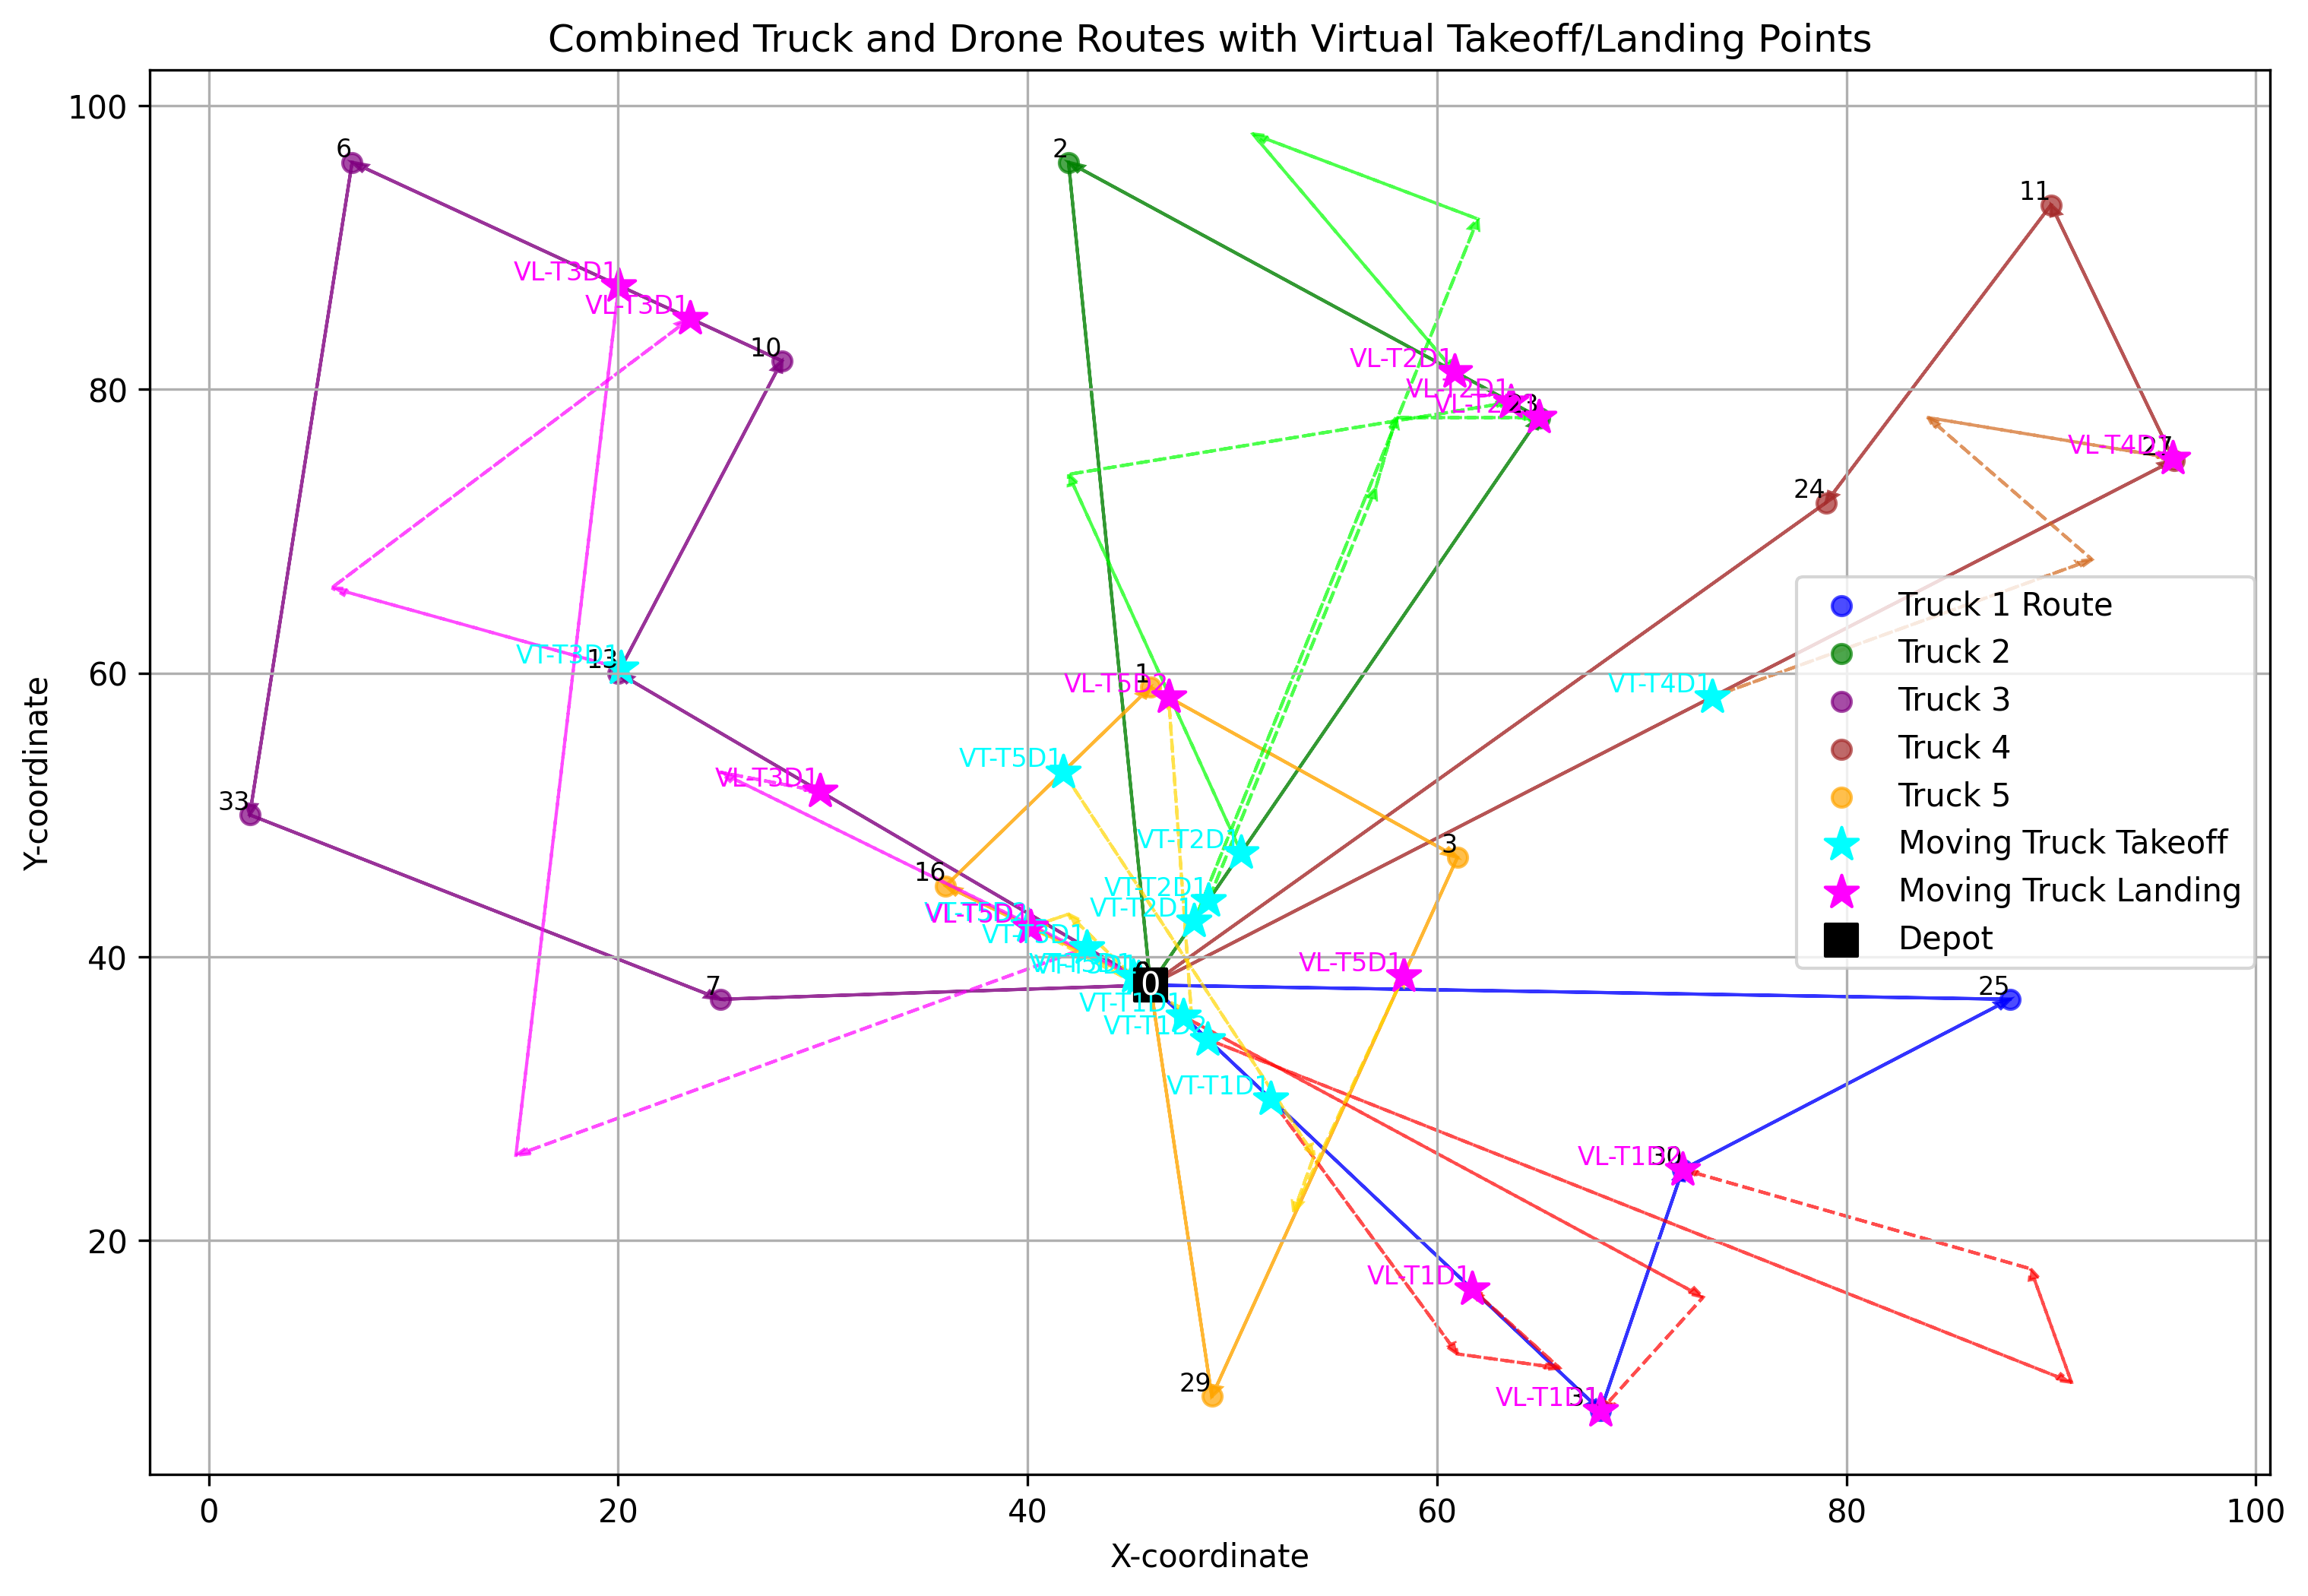 Combined Truck and Drone Routes with Virtual Takeoff/Landing Points
100
80
60
40
20
0
20
40
60
80
100
X-coordinate
Y-coordinate
6
2
11
VL-T3D1
VL-T3D1
10
VL-T2D1
VL-T2D1
23
VL-T4D1
27
24
VT-T3D1
13
1
VL-T5D2
VT-T4D1
VT-T5D1
VL-T3D1
33
3
16
VT-T2D1
VT-T2D1
VT-T2D1
VL-T5D1
VL-T5D1
0
VT-T1D1
7
25
VT-T1D1
VL-T1D2
30
VL-T1D1
29
VL-T1D1
Truck 1 Route
Truck 2
Truck 3
Truck 4
Truck 5
Moving Truck Takeoff
Moving Truck Landing
Depot